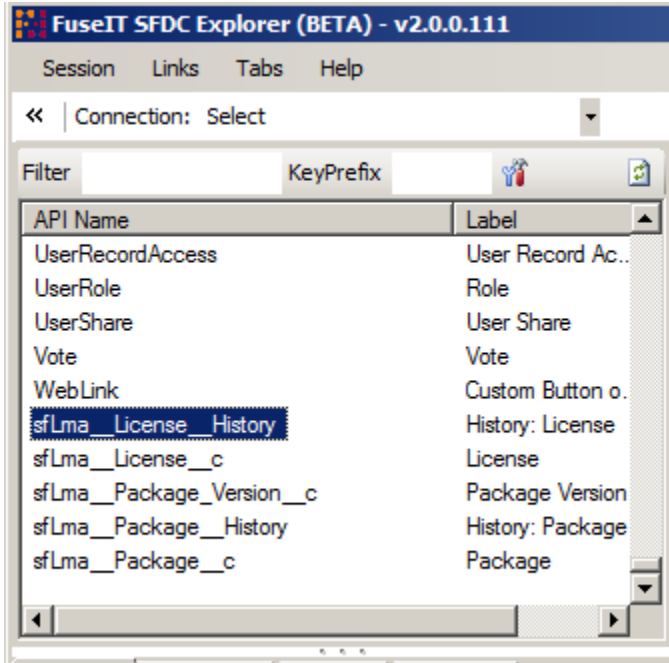 FuseIT SFDC Explorer (BETA) - v2.0.0.111
Session Links Tabs Help
« Connection: Select
Filter KeyPrefix
API Name Label
UserRecordAccess User Record Ac..
UserRole Role
UserShare User Share
Vote Vote
WebLink Custom Button o.
sfLma__License__History History: License
sfLma__License__c License
sfLma__Package_Version__c Package Version
sfLma__Package__History History: Package
sfLma__Package__c Package